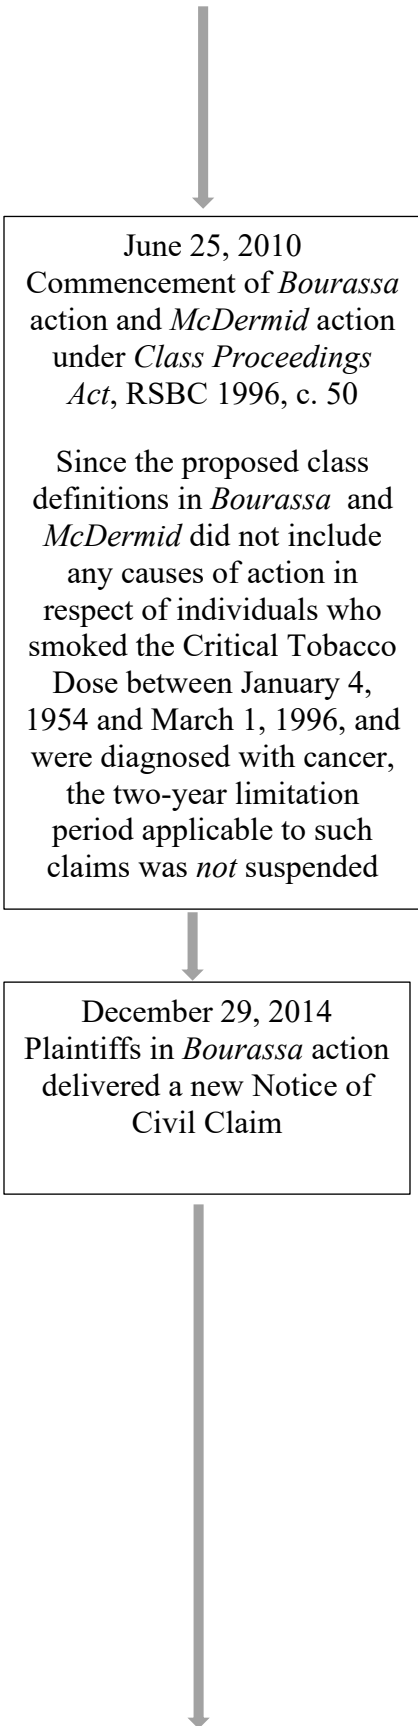 June 25, 2010
Commencement of Bourassa
action and McDermid action
under Class Proceedings
Act, RSBC 1996, c. 50
Since the proposed class
definitions in Bourassa and
McDermid did not include
any causes of action in
respect of individuals who
smoked the Critical Tobacco
Dose between January 4,
1954 and March 1, 1996, and
were diagnosed with cancer,
the two-year limitation
period applicable to such
claims was not suspended
December 29, 2014
Plaintiffs in Bourassa action
delivered a new Notice of
Civil Claim